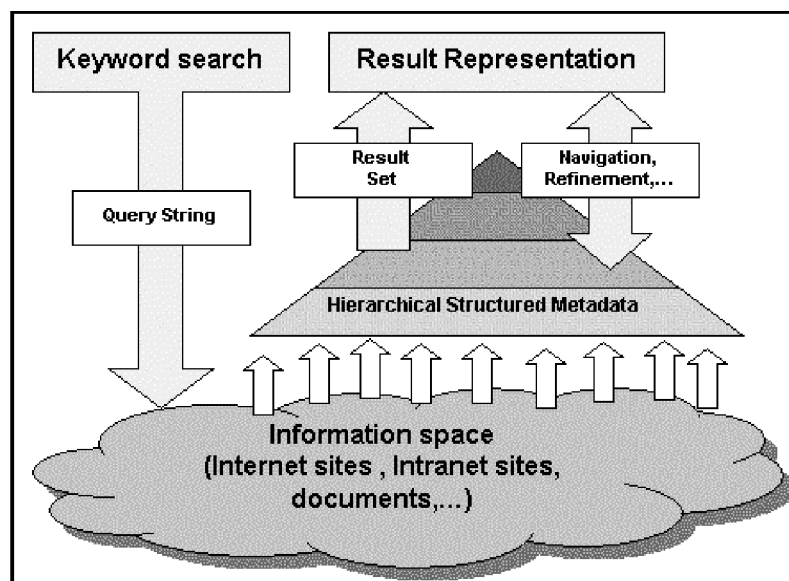 Keyword search
Result Representation
Result
Set
Navigation,
Refinement,...
Query String
Hierarchical Structured Metadada
Information space
(Internet sites , Intranet sites,
documents,...)